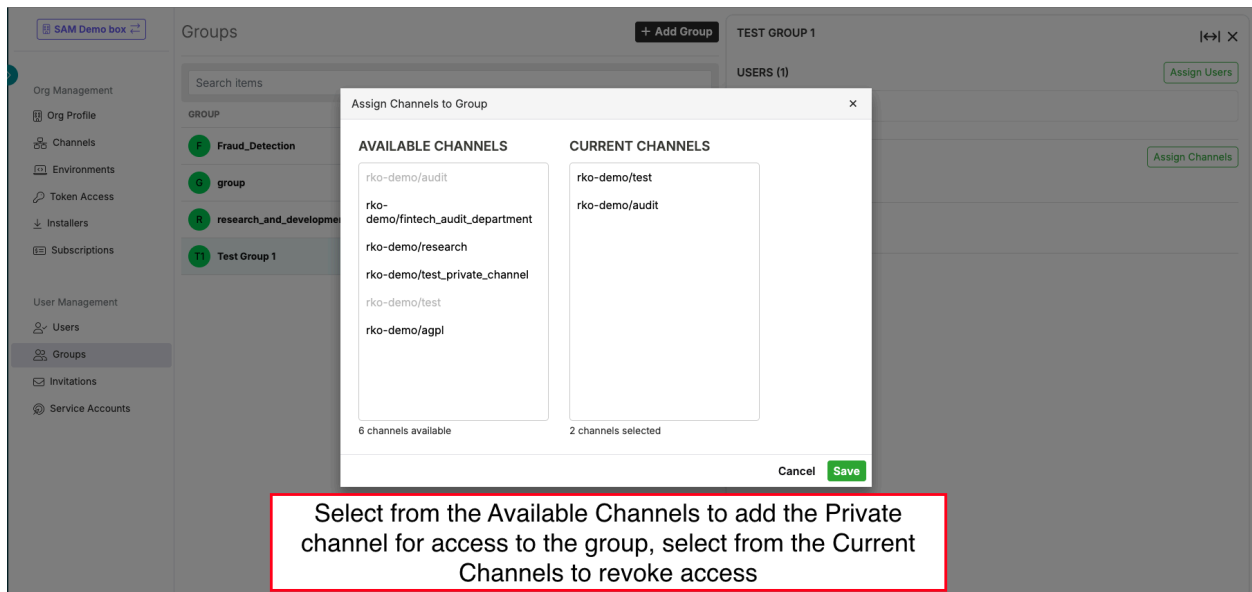 SAM Demo box
Org Management
Org Profile
Channels
Environments
Token Access
Installers
Subscriptions
User Management
Users
Groups
Invitations
Service Accounts
Groups
+ Add Group
Search items
GROUP
F Fraud_Detection
G group
R research_and_developme
T1 Test Group 1
TEST GROUP 1
USERS (1)
Assign Users
Assign Channels
Assign Channels to Group
AVAILABLE CHANNELS
rko-demo/audit
rko-
demo/fintech_audit_department
rko-demo/research
rko-demo/test_private_channel
rko-demo/test
rko-demo/agpl
6 channels available
CURRENT CHANNELS
rko-demo/test
rko-demo/audit
2 channels selected
Cancel Save
Select from the Available Channels to add the Private
channel for access to the group, select from the Current
Channels to revoke access